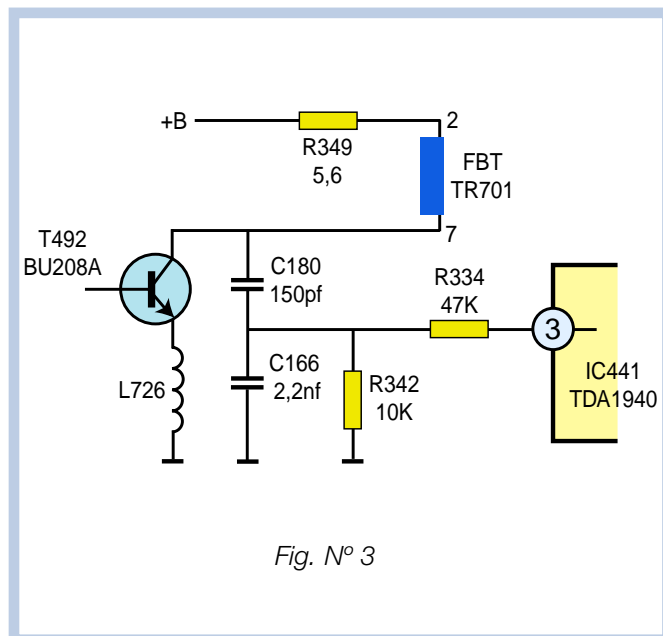 +B
R349
5,6
2
FBT
TR701
7
T492
BU208A
C180
150pf
R334
47K
3
C166
2,2nf
R342
10K
IC441
TDA1940
L726
Fig. Nº 3